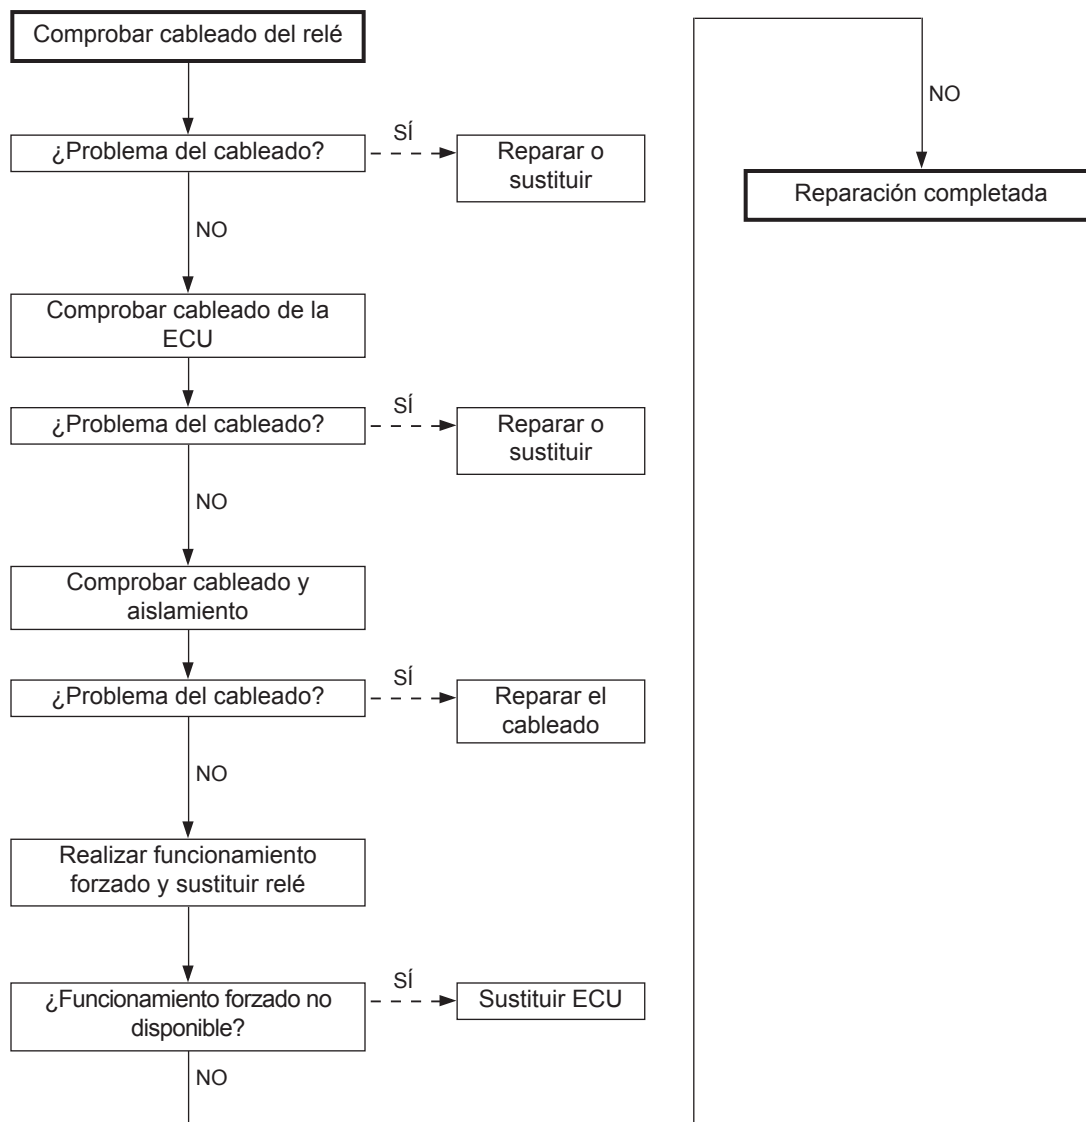 Comprobar cableado del relé
¿Problema del cableado?
SÍ
Reparar o
sustituir
NO
Comprobar cableado de la
ECU
¿Problema del cableado?
SÍ
Reparar o
sustituir
NO
Comprobar cableado y
aislamiento
¿Problema del cableado?
SÍ
Reparar el
cableado
NO
Realizar funcionamiento
forzado y sustituir relé
¿Funcionamiento forzado no
disponible?
SÍ
Sustituir ECU
NO
NO
Reparación completada